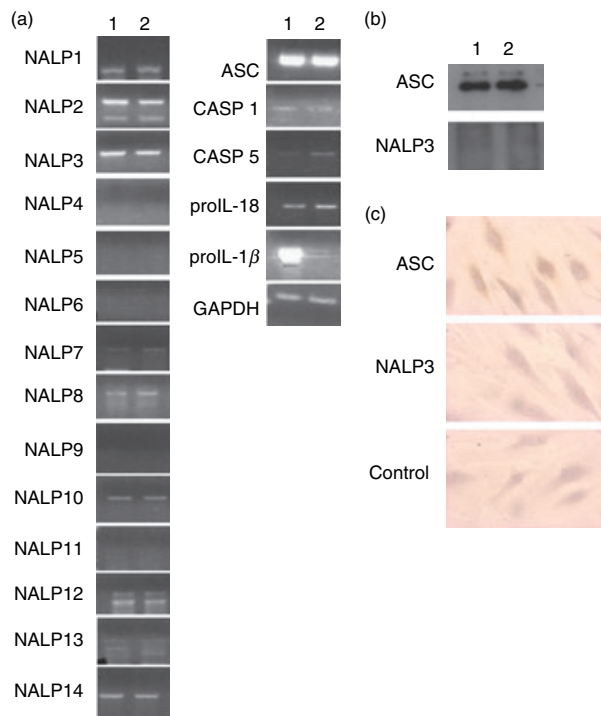 (a)
1 2
NALP1
NALP2
NALP3
NALP4
NALP5
NALP6
NALP7
NALP8
NALP9
NALP10
NALP11
NALP12
NALP13
NALP14
1 2
ASC
CASP 1
CASP 5
proIL-18
proIL-1β
GAPDH
(b)
1 2
ASC
NALP3
(c)
ASC
NALP3
Control